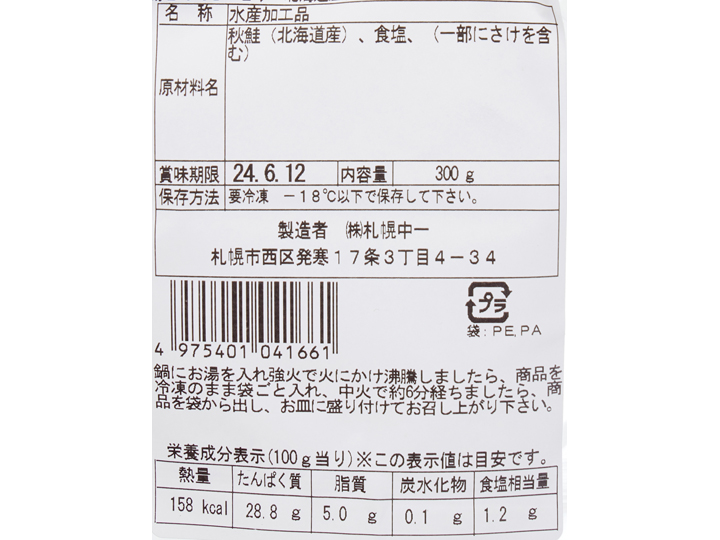 名 称 水産加工品
原材料名 秋鮭（北海道産）、食塩、（一部にさけを含
む）
賞味期限 24.6.12 内容量 300ｇ
保存方法 要冷凍 －１８℃以下で保存して下さい。
製造者 ㈱札幌中一
札幌市西区発寒１７条３丁目４－３４
プラ
袋：PE,PA
4 975401 041661
鍋にお湯を入れ強火で火にかけ沸騰しましたら、商品を
冷凍のまま袋ごと入れ、中火で約6分経ちましたら、商
品を袋から出し、お皿に盛り付けてお召し上がり下さい。
栄養成分表示(100ｇ当り)※この表示値は目安です。
熱量 たんぱく質 脂質 炭水化物 食塩相当量
158 kcal 28.8 ｇ 5.0 ｇ 0.1 ｇ 1.2 ｇ